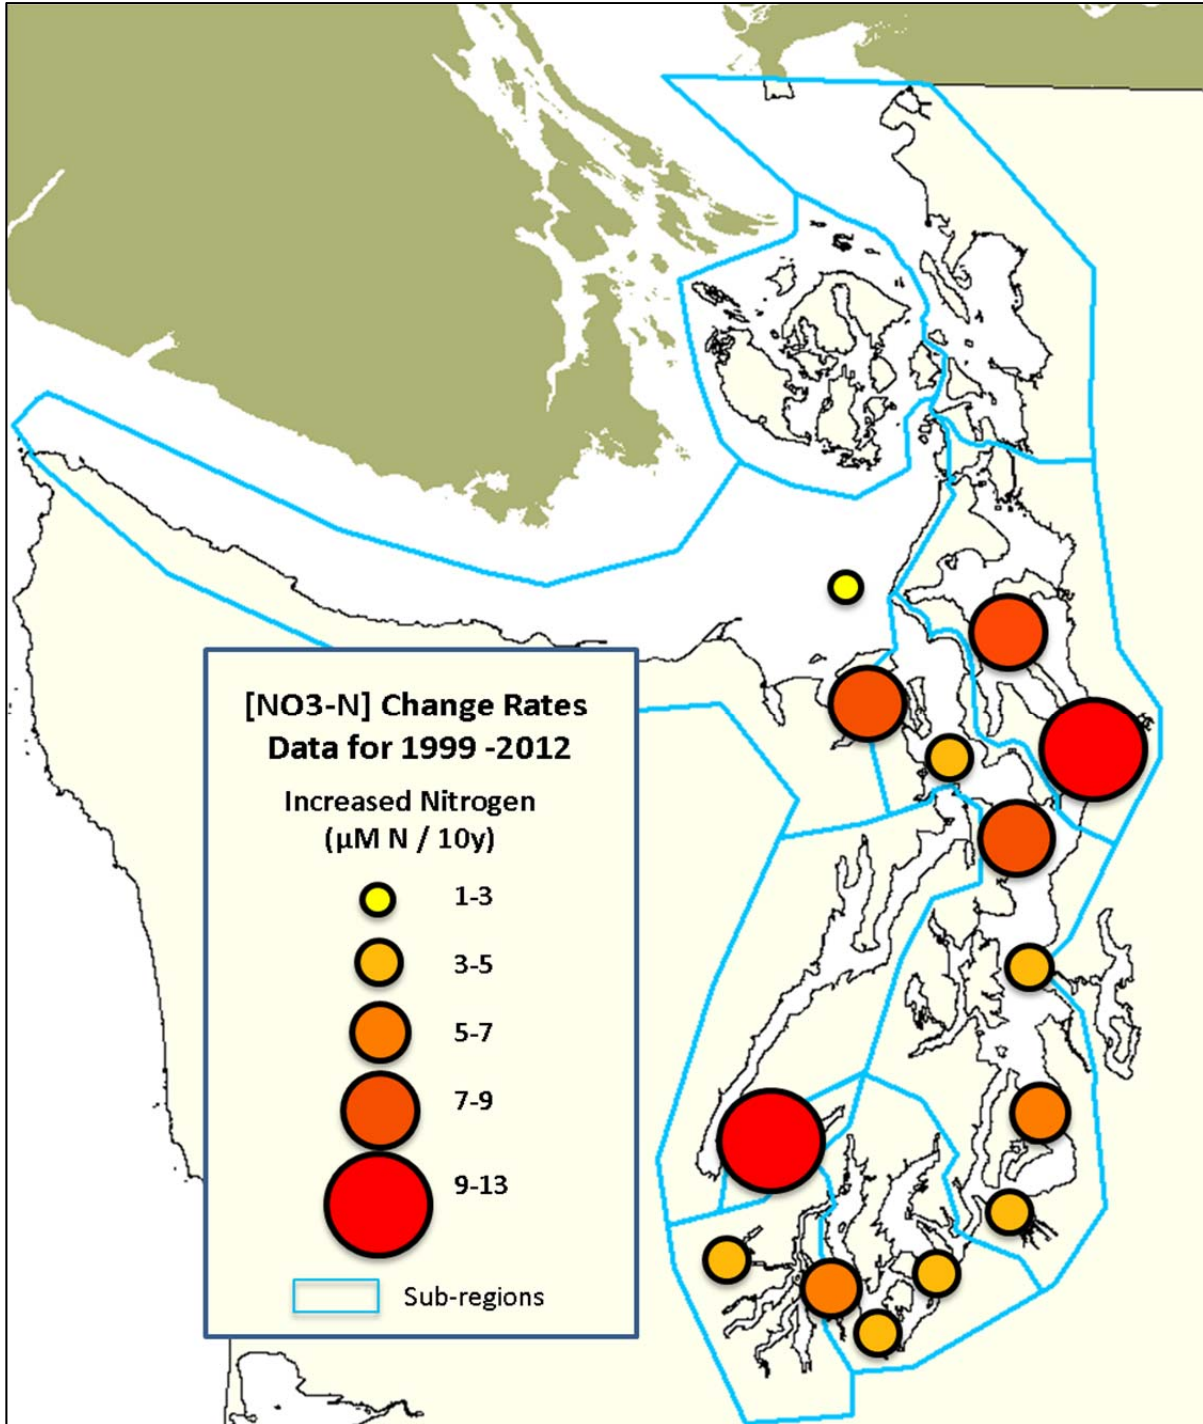 [NO3-N] Change Rates
Data for 1999 -2012
Increased Nitrogen
(µM N / 10y)
1-3
3-5
5-7
7-9
9-13
Sub-regions